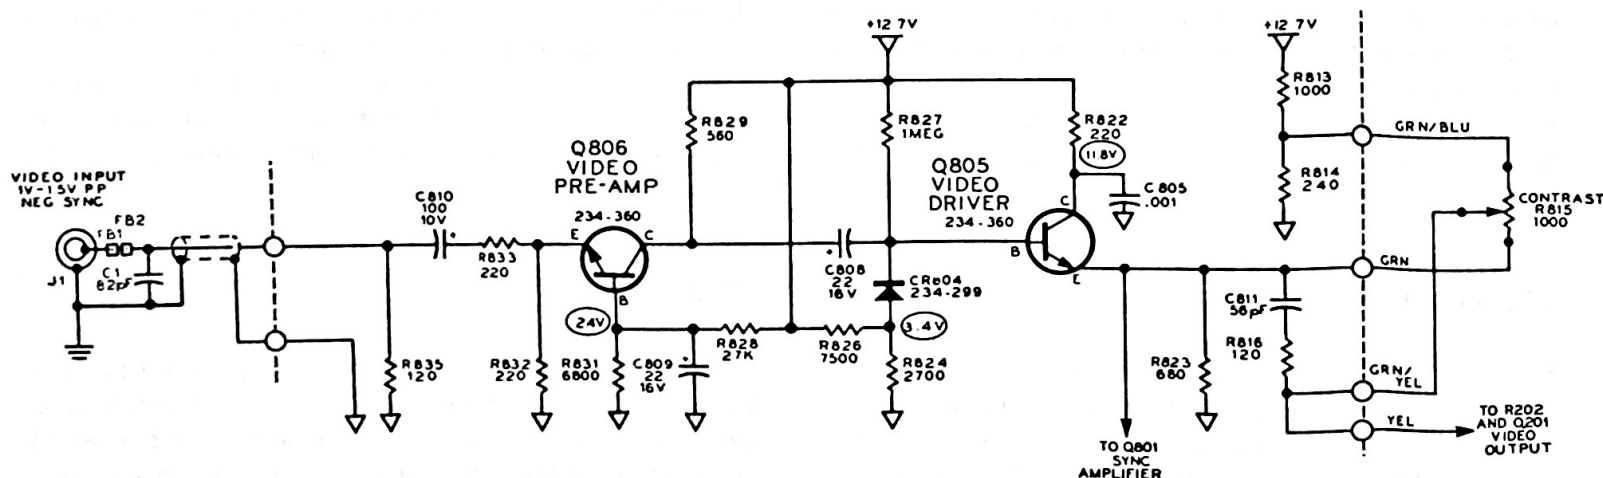 VIDEO INPUT
1V-1.5V P P
NEG SYNC
FB2
FB1
J1
C1
82pF
C810
100
10V
+
R833
220
R835
120
Q806
VIDEO
PRE-AMP
234-360
E
C
B
2.4V
R832
220
R831
6800
C809
22
16V
+
R828
27K
R829
560
+12 7V
R827
1MEG
C808
22
16V
+
CR804
234-299
R826
7500
3.4V
R824
2700
Q805
VIDEO
DRIVER
234-360
B
C
E
R822
220
11.8V
C805
.001
TO Q801
SYNC
AMPLIFIER
R823
680
+12 7V
R813
1000
R814
240
C811
56pF
R816
120
GRN/BLU
CONTRAST
R815
1000
GRN
GRN/
YEL
YEL
TO R202
AND Q201
VIDEO
OUTPUT